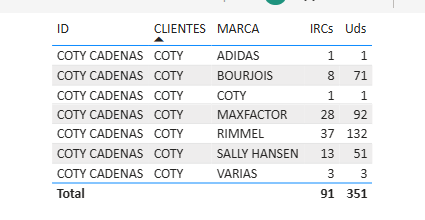 ID CLIENTES MARCA IRCs Uds
COTY CADENAS COTY ADIDAS 1 1
COTY CADENAS COTY BOURJOIS 8 71
COTY CADENAS COTY COTY 1 1
COTY CADENAS COTY MAXFACTOR 28 92
COTY CADENAS COTY RIMMEL 37 132
COTY CADENAS COTY SALLY HANSEN 13 51
COTY CADENAS COTY VARIAS 3 3
Total 91 351